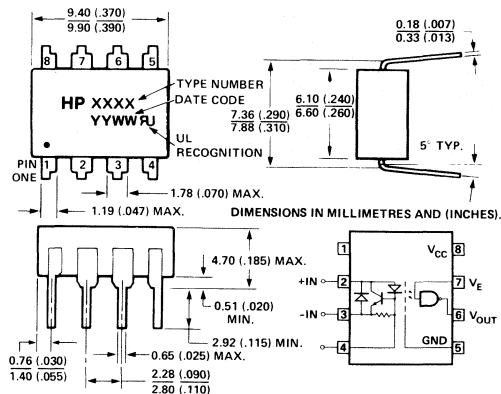 9.40 (.370)
9.90 (.390)
8 7 6 5
HP XXXX
YYWW RU
TYPE NUMBER
DATE CODE
UL
RECOGNITION
PIN
ONE
1 2 3 4
1.78 (.070) MAX.
1.19 (.047) MAX.
0.18 (.007)
0.33 (.013)
7.36 (.290)
7.88 (.310)
6.10 (.240)
6.60 (.260)
5° TYP.
DIMENSIONS IN MILLIMETRES AND (INCHES).
4.70 (.185) MAX.
0.51 (.020)
MIN.
2.92 (.115) MIN.
0.76 (.030)
1.40 (.055)
0.65 (.025) MAX.
2.28 (.090)
2.80 (.110)
1 VCC 8
+IN 2 7 VE
-IN 3 6 VOUT
4 GND 5